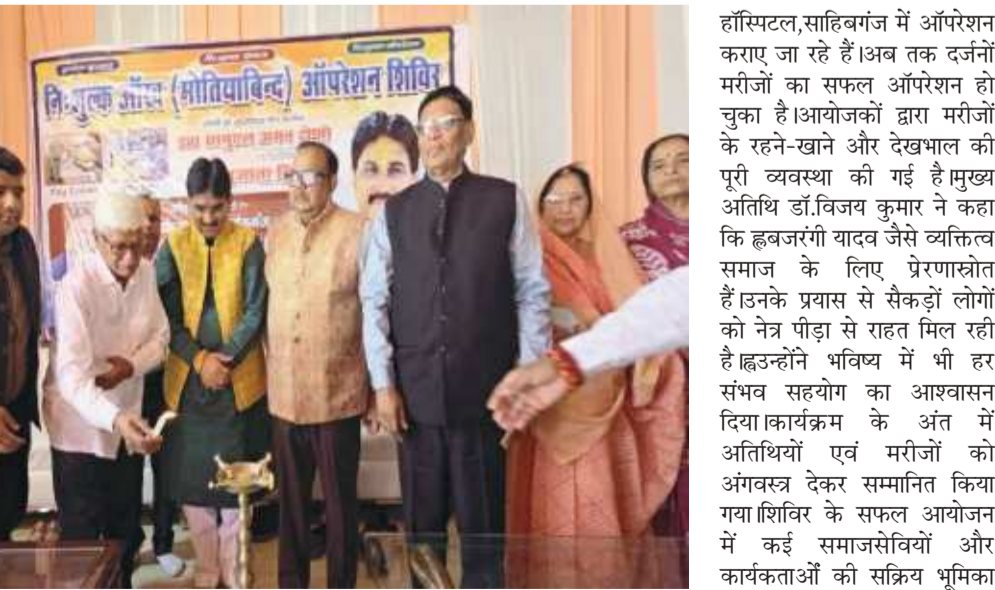 निःशुल्क आँख (मोतियाबिन्द) ऑपरेशन शिविर
हॉस्पिटल,साहिबगंज में ऑपरेशन
कराए जा रहे हैं।अब तक दर्जनों
मरीजों का सफल ऑपरेशन हो
चुका है।आयोजकों द्वारा मरीजों
के रहने-खाने और देखभाल की
पूरी व्यवस्था की गई है।मुख्य
अतिथि डॉ.विजय कुमार ने कहा
कि ह्नबजरंगी यादव जैसे व्यक्तित्व
समाज के लिए प्रेरणास्रोत
हैं।उनके प्रयास से सैकड़ों लोगों
को नेत्र पीड़ा से राहत मिल रही
है।ह्नउन्होंने भविष्य में भी हर
संभव सहयोग का आश्वासन
दिया।कार्यक्रम के अंत में
अतिथियों एवं मरीजों को
अंगवस्त्र देकर सम्मानित किया
गया।शिविर के सफल आयोजन
में कई समाजसेवियों और
कार्यकताओं की सक्रिय भूमिका